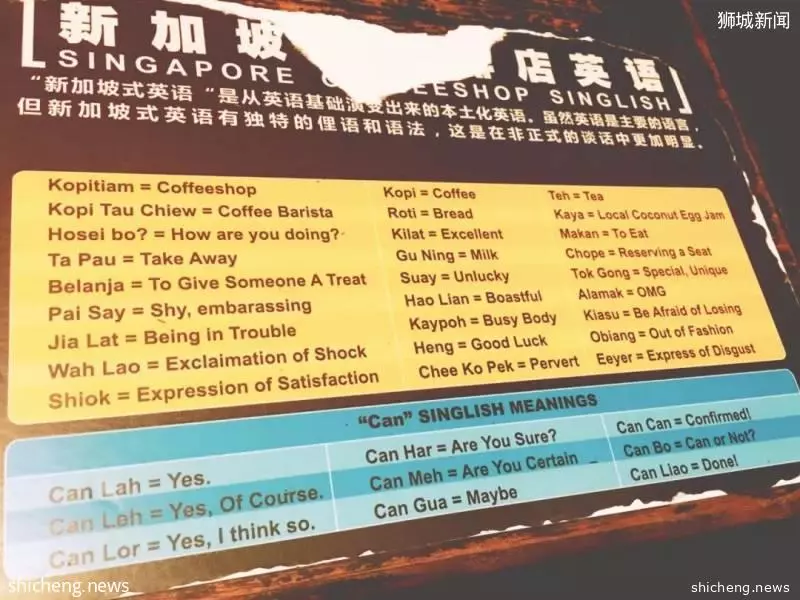 狮城新闻
新加坡 店英语
SINGAPORE SINGLISH
“新加坡式英语 “是从英语基础演变出来的本土化英语。虽然英语是主要的语言，
但新加坡式英语有独特的俚语和语法，这是在非正式的谈话中更加明显。
Kopitiam = Coffeeshop
Kopi Tau Chiew = Coffee Barista
Hosei bo? = How are you doing?
Ta Pau = Take Away
Belanja = To Give Someone A Treat
Pai Say = Shy, embarassing
Jia Lat = Being in Trouble
Wah Lao = Exclaimation of Shock
Shiok = Expression of Satisfaction
Kopi = Coffee
Roti = Bread
Kilat = Excellent
Gu Ning = Milk
Suay = Unlucky
Hao Lian = Boastful
Kaypoh = Busy Body
Heng = Good Luck
Chee Ko Pek = Pervert
Teh = Tea
Kaya = Local Coconut Egg Jam
Makan = To Eat
Chope = Reserving a Seat
Tok Gong = Special, Unique
Alamak = OMG
Kiasu = Be Afraid of Losing
Obiang = Out of Fashion
Eeyer = Express of Disgust
“Can” SINGLISH MEANINGS
Can Lah = Yes.
Can Leh = Yes, Of Course.
Can Lor = Yes, I think so.
Can Har = Are You Sure?
Can Meh = Are You Certain
Can Gua = Maybe
Can Can = Confirmed!
Can Bo = Can or Not?
Can Liao = Done!
shicheng.news
shicheng.news